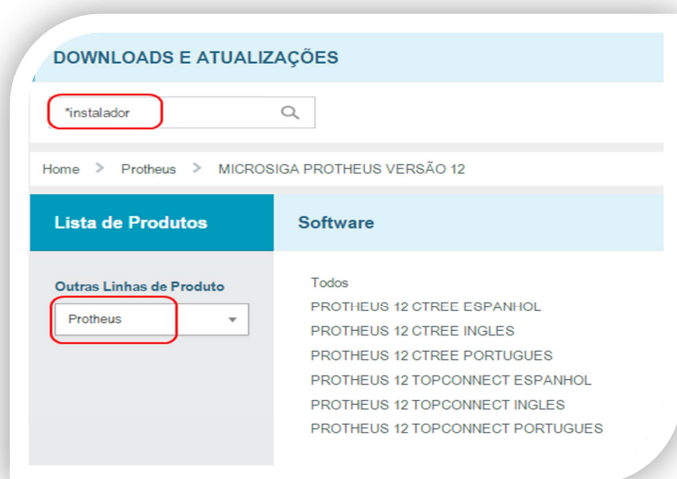 DOWNLOADS E ATUALIZAÇÕES
*instalador
Home > Protheus > MICROSIGA PROTHEUS VERSÃO 12
Lista de Produtos
Software
Outras Linhas de Produto
Protheus
Todos
PROTHEUS 12 CTREE ESPANHOL
PROTHEUS 12 CTREE INGLES
PROTHEUS 12 CTREE PORTUGUES
PROTHEUS 12 TOPCONNECT ESPANHOL
PROTHEUS 12 TOPCONNECT INGLES
PROTHEUS 12 TOPCONNECT PORTUGUES